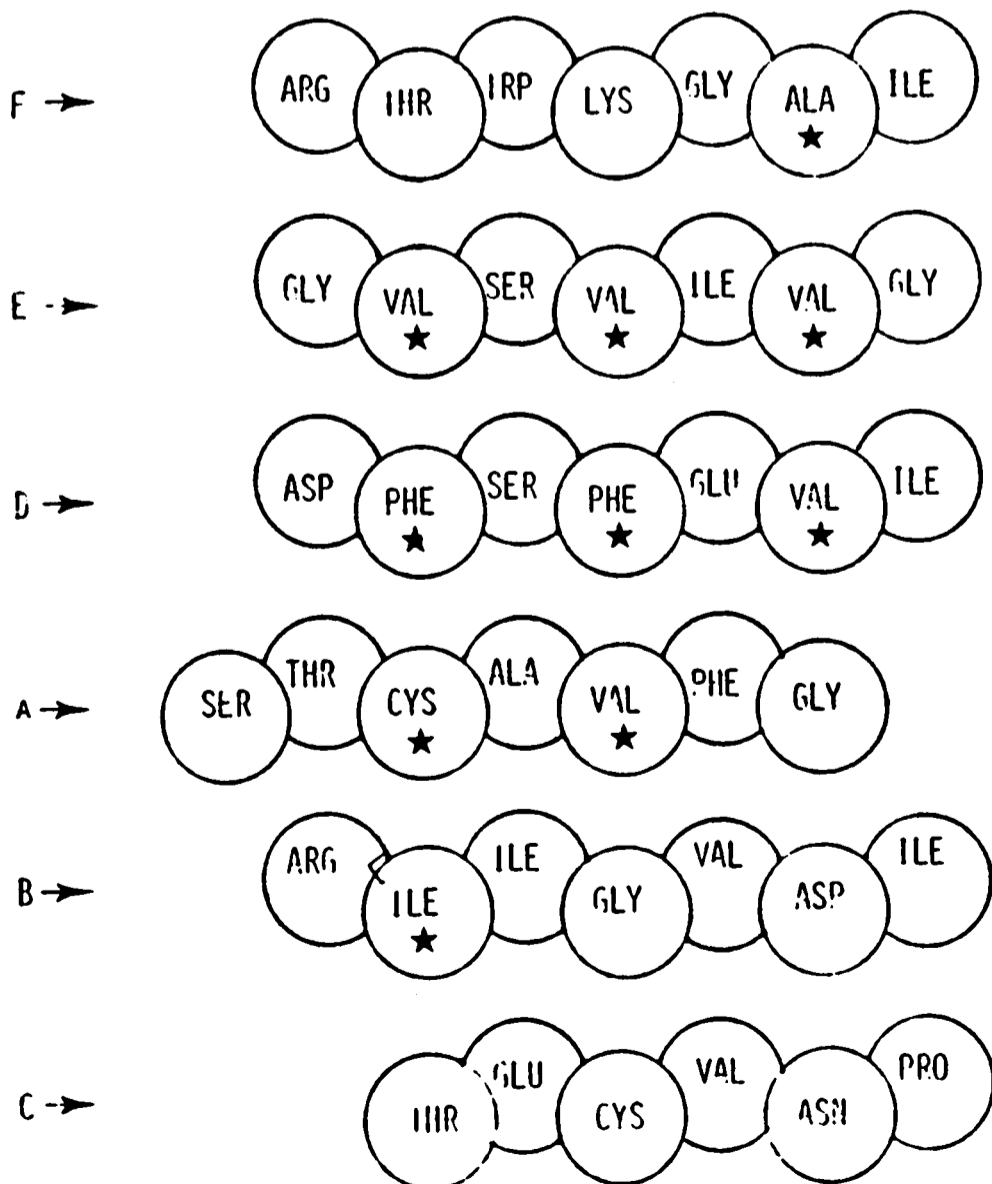 F → ARG THR TRP LYS GLY ALA ★ ILE
E → GLY VAL ★ SER VAL ★ ILE VAL ★ GLY
D → ASP PHE ★ SER PHE ★ GLU VAL ★ ILE
A → SER THR CYS ★ ALA VAL ★ PHE GLY
B → ARG ILE ★ ILE GLY VAL ASP ILE
C → THR GLU CYS VAL ASN PRO